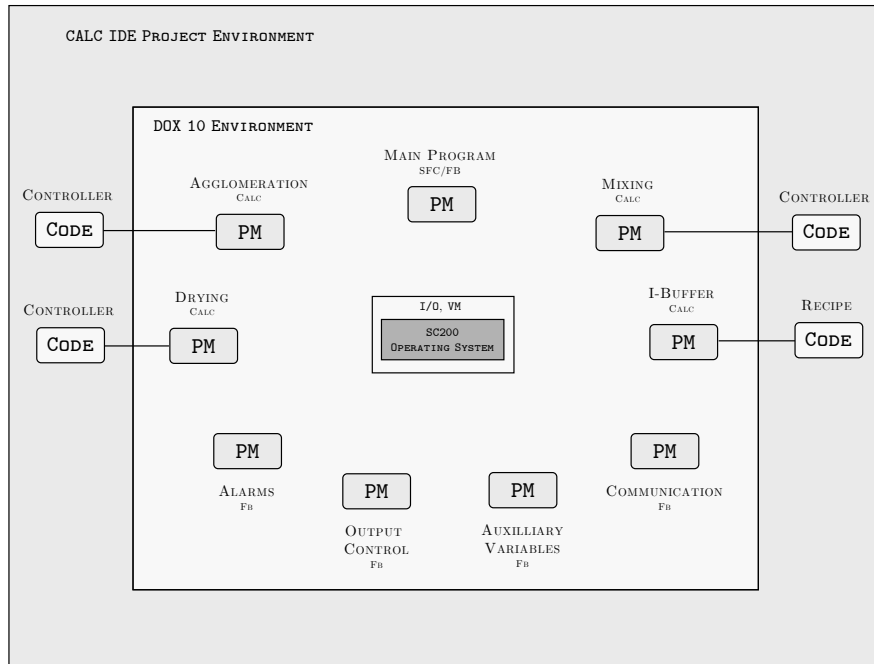 CALC IDE PROJECT ENVIRONMENT
DOX 10 ENVIRONMENT
MAIN PROGRAM
SFC/FB
PM
AGGLOMERATION
CALC
PM
MIXING
CALC
PM
CONTROLLER
CODE
CONTROLLER
CODE
DRYING
CALC
PM
I-BUFFER
CALC
PM
CONTROLLER
CODE
RECIPE
CODE
I/O, VM
SC200
OPERATING SYSTEM
PM
ALARMS
FB
PM
OUTPUT
CONTROL
FB
PM
AUXILLIARY
VARIABLES
FB
PM
COMMUNICATION
FB